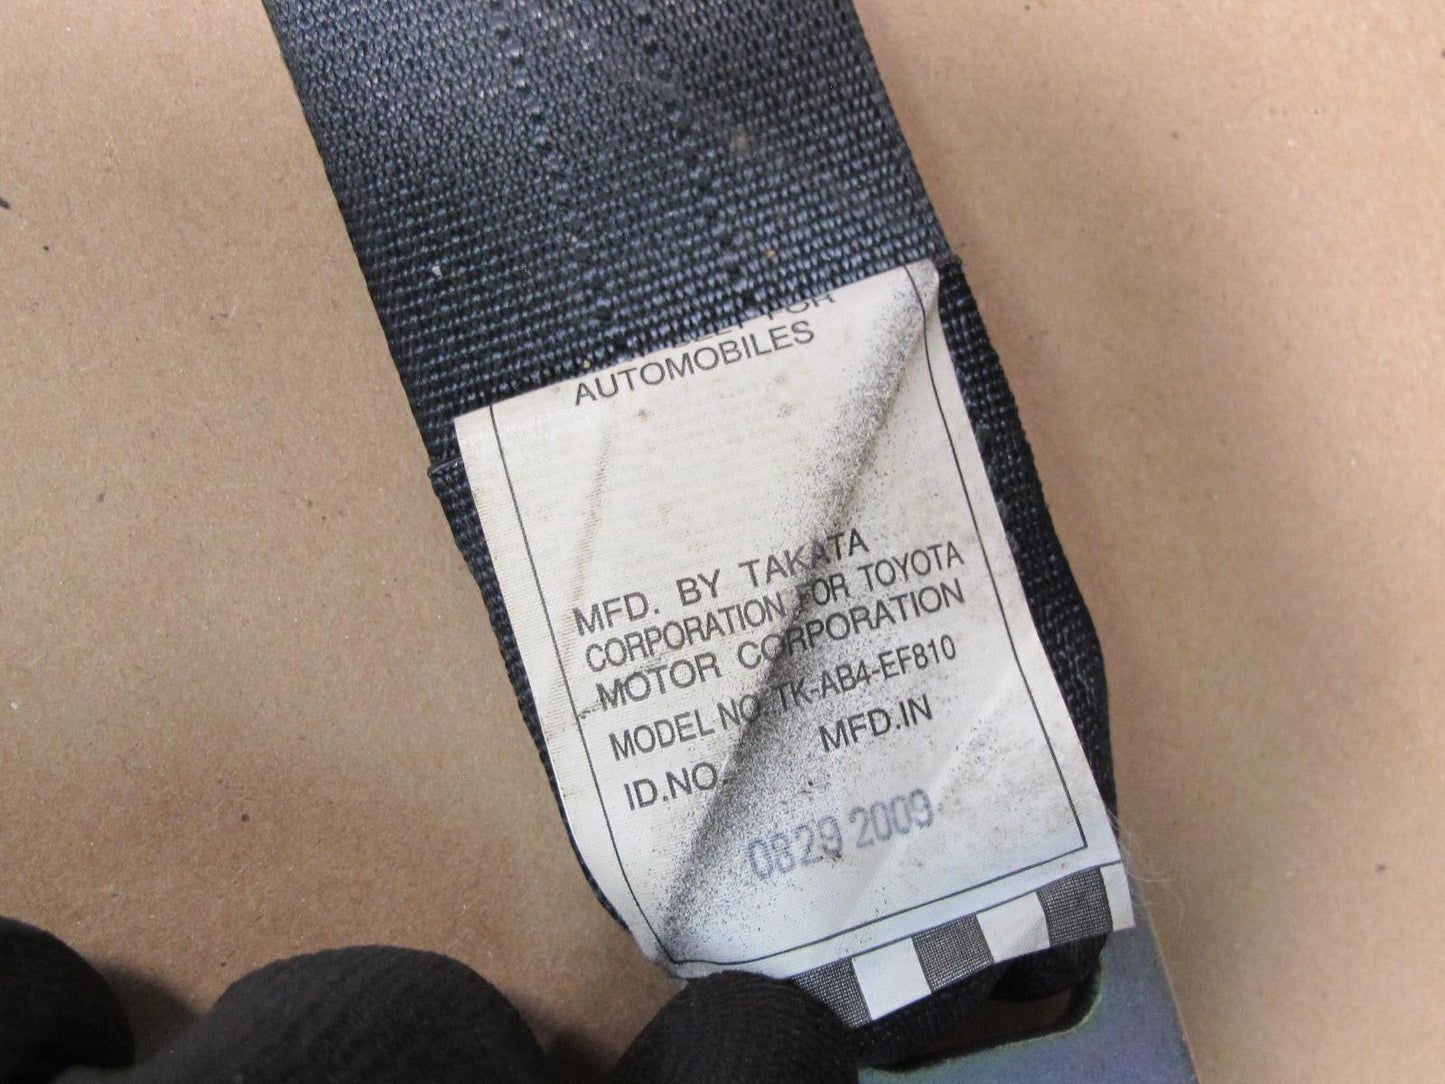 FOR
AUTOMOBILES
MFD. BY TAKATA
CORPORATION FOR TOYOTA
MOTOR CORPORATION
MODEL NO. TK-AB4-EF810
ID.NO. MFD.IN
0829 2009